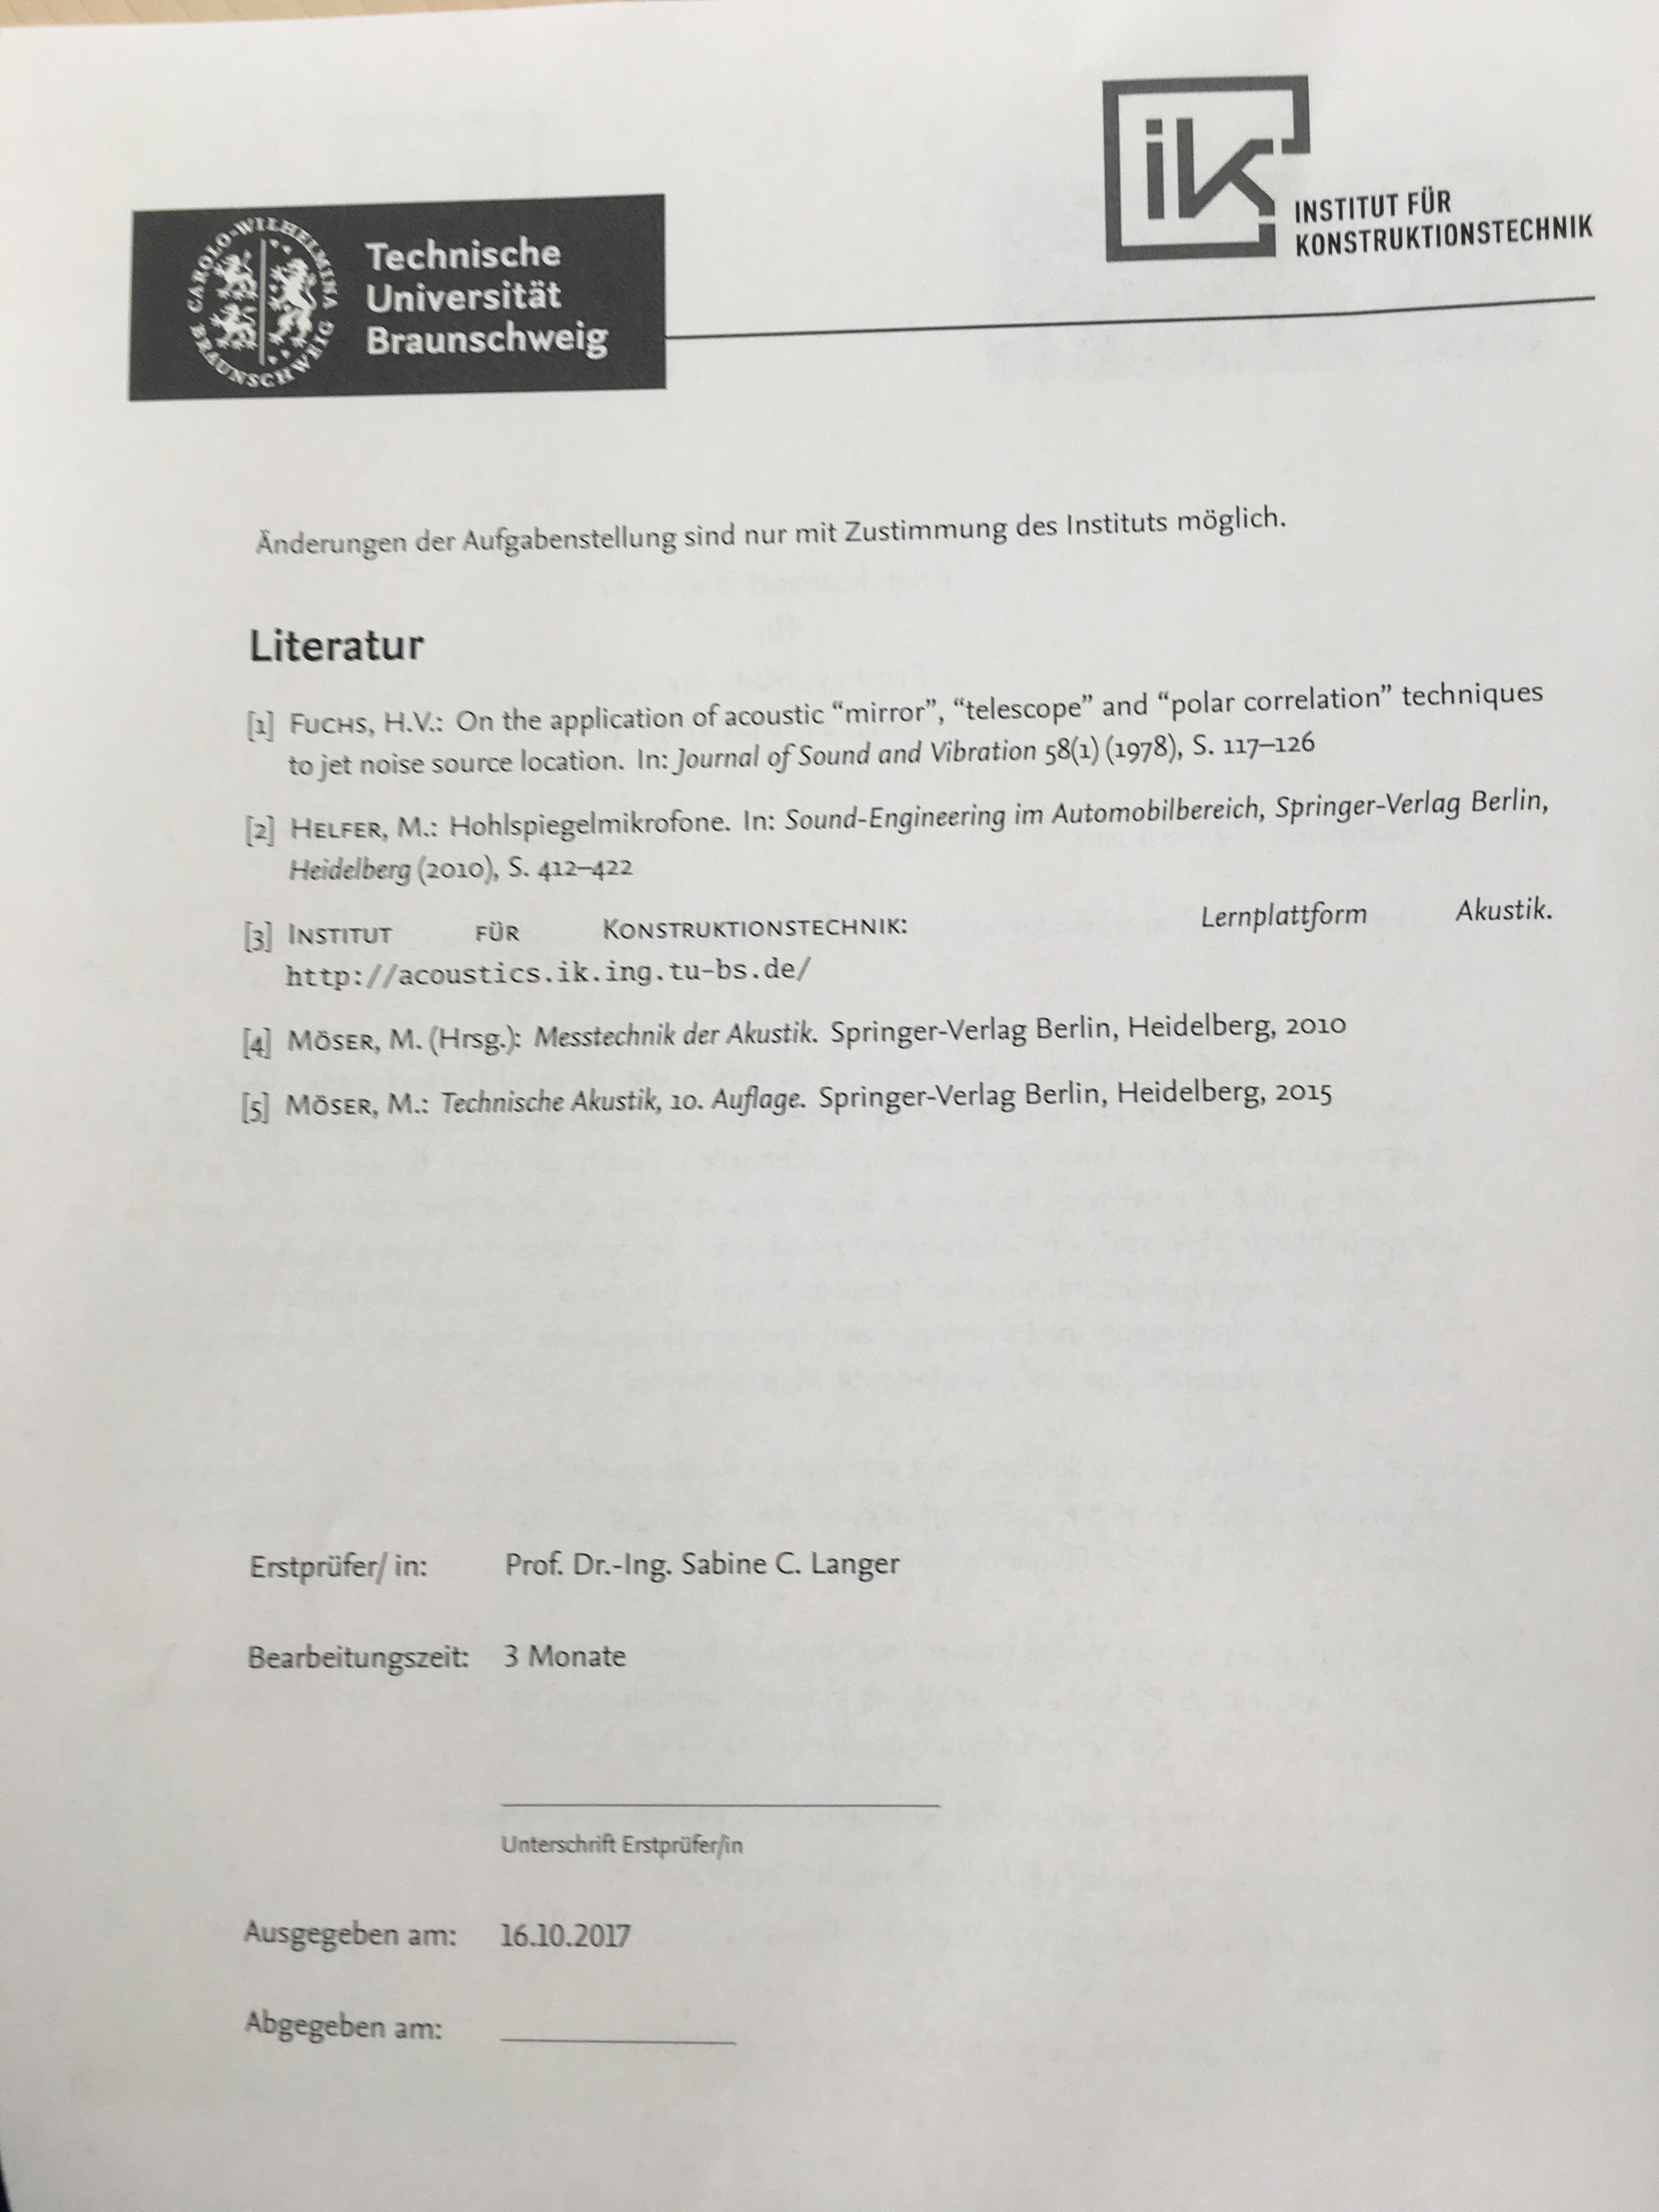 ik
INSTITUT FÜR
KONSTRUKTIONSTECHNIK
CAROLO-WILHELMINA
BRAUNSCHWEIG
Technische
Universität
Braunschweig
Änderungen der Aufgabenstellung sind nur mit Zustimmung des Instituts möglich.
Literatur
[1] FUCHS, H.V.: On the application of acoustic “mirror”, “telescope” and “polar correlation” techniques
to jet noise source location. In: Journal of Sound and Vibration 58(1) (1978), S. 117–126
[2] HELFER, M.: Hohlspiegelmikrofone. In: Sound-Engineering im Automobilbereich, Springer-Verlag Berlin,
Heidelberg (2010), S. 412–422
[3] INSTITUT FÜR KONSTRUKTIONSTECHNIK: Lernplattform Akustik.
http://acoustics.ik.ing.tu-bs.de/
[4] MÖSER, M. (Hrsg.): Messtechnik der Akustik. Springer-Verlag Berlin, Heidelberg, 2010
[5] MÖSER, M.: Technische Akustik, 10. Auflage. Springer-Verlag Berlin, Heidelberg, 2015
Erstprüfer/ in: Prof. Dr.-Ing. Sabine C. Langer
Bearbeitungszeit: 3 Monate
Unterschrift Erstprüfer/in
Ausgegeben am: 16.10.2017
Abgegeben am: